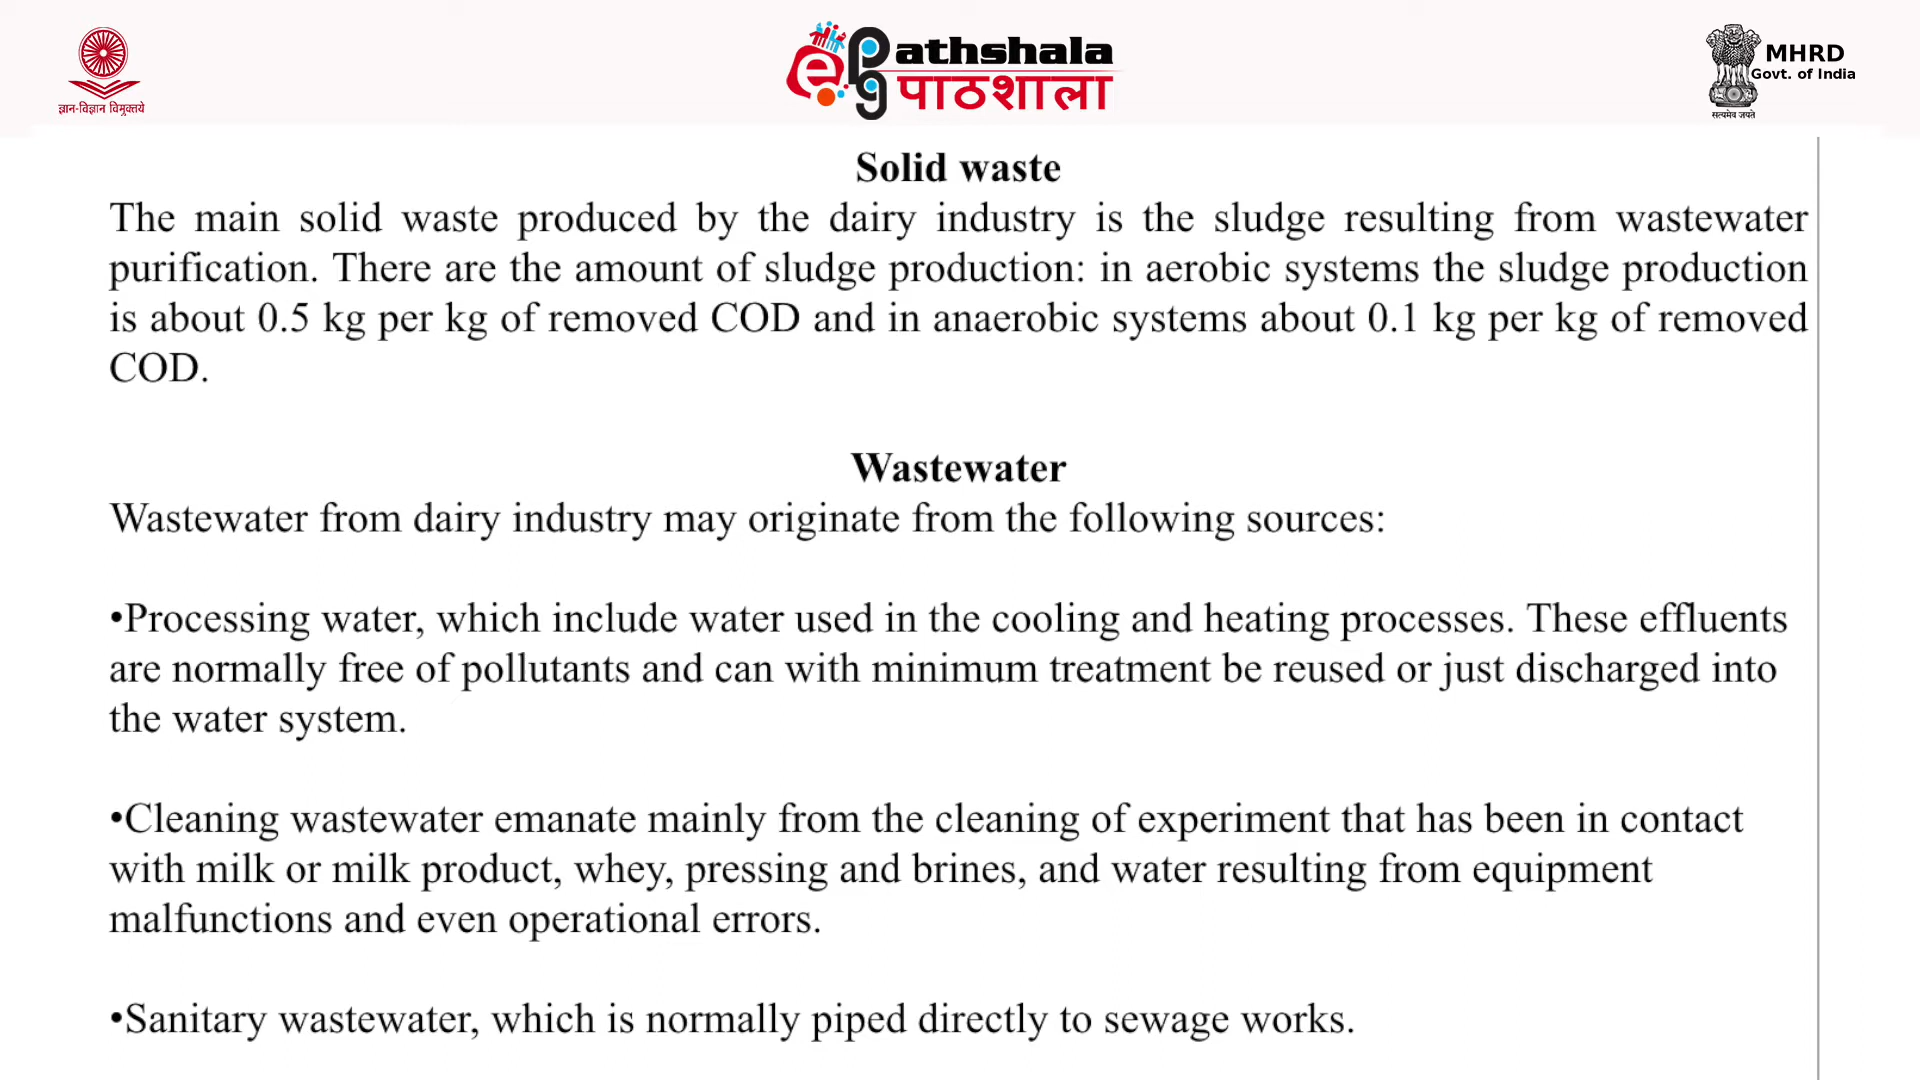 ज्ञान-विज्ञान विमुक्तये
e
pg
athshala
पाठशाला
MHRD
Govt. of India
सत्यमेव जयते
Solid waste
The main solid waste produced by the dairy industry is the sludge resulting from wastewater
purification. There are the amount of sludge production: in aerobic systems the sludge production
is about 0.5 kg per kg of removed COD and in anaerobic systems about 0.1 kg per kg of removed
COD.
Wastewater
Wastewater from dairy industry may originate from the following sources:
•Processing water, which include water used in the cooling and heating processes. These effluents
are normally free of pollutants and can with minimum treatment be reused or just discharged into
the water system.
•Cleaning wastewater emanate mainly from the cleaning of experiment that has been in contact
with milk or milk product, whey, pressing and brines, and water resulting from equipment
malfunctions and even operational errors.
•Sanitary wastewater, which is normally piped directly to sewage works.